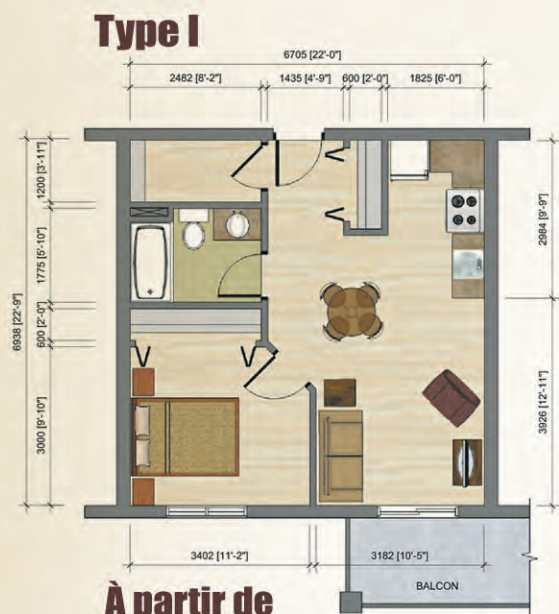 Type I
6705 [22'-0"]
2482 [8'-2"] 1435 [4'-9"] 600 [2'-0"] 1825 [6'-0"]
1200 [3'-11"]
1775 [5'-10"]
600 [2'-0"]
3000 [9'-10"]
6938 [22'-9"]
2984 [9'-9"]
3926 [12'-11"]
3402 [11'-2"] 3182 [10'-5"]
BALCON
À partir de